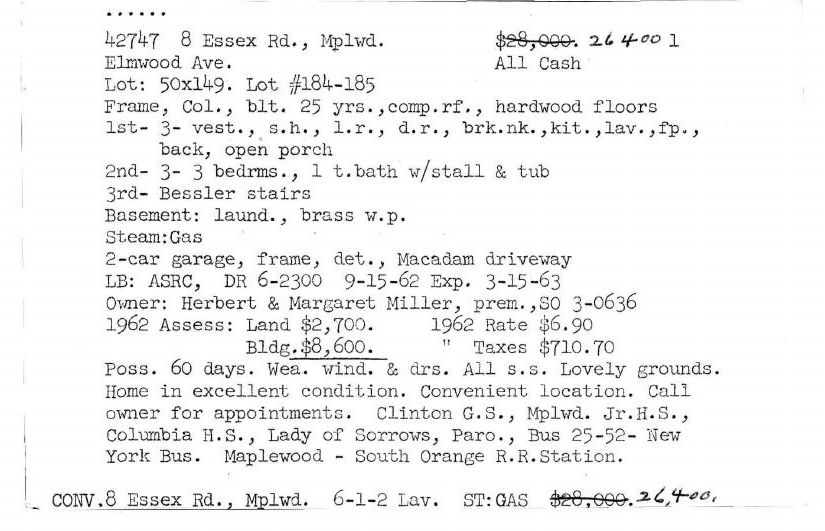 ......
42747 8 Essex Rd., Mplwd. $28,000. 26 400 1
Elmwood Ave. All Cash
Lot: 50x149. Lot #184-185
Frame, Col., blt. 25 yrs.,comp.rf., hardwood floors
1st- 3- vest., s.h., l.r., d.r., brk.nk.,kit.,lav.,fp.,
back, open porch
2nd- 3- 3 bedrms., 1 t.bath w/stall & tub
3rd- Bessler stairs
Basement: laund., brass w.p.
Steam:Gas
2-car garage, frame, det., Macadam driveway
LB: ASRC, DR 6-2300 9-15-62 Exp. 3-15-63
Owner: Herbert & Margaret Miller, prem.,SO 3-0636
1962 Assess: Land $2,700. 1962 Rate $6.90
Bldg.$8,600. " Taxes $710.70
Poss. 60 days. Wea. wind. & drs. All s.s. Lovely grounds.
Home in excellent condition. Convenient location. Call
owner for appointments. Clinton G.S., Mplwd. Jr.H.S.,
Columbia H.S., Lady of Sorrows, Paro., Bus 25-52- New
York Bus. Maplewood - South Orange R.R.Station.
CONV.8 Essex Rd., Mplwd. 6-1-2 Lav. ST:GAS $28,000. 26,400.